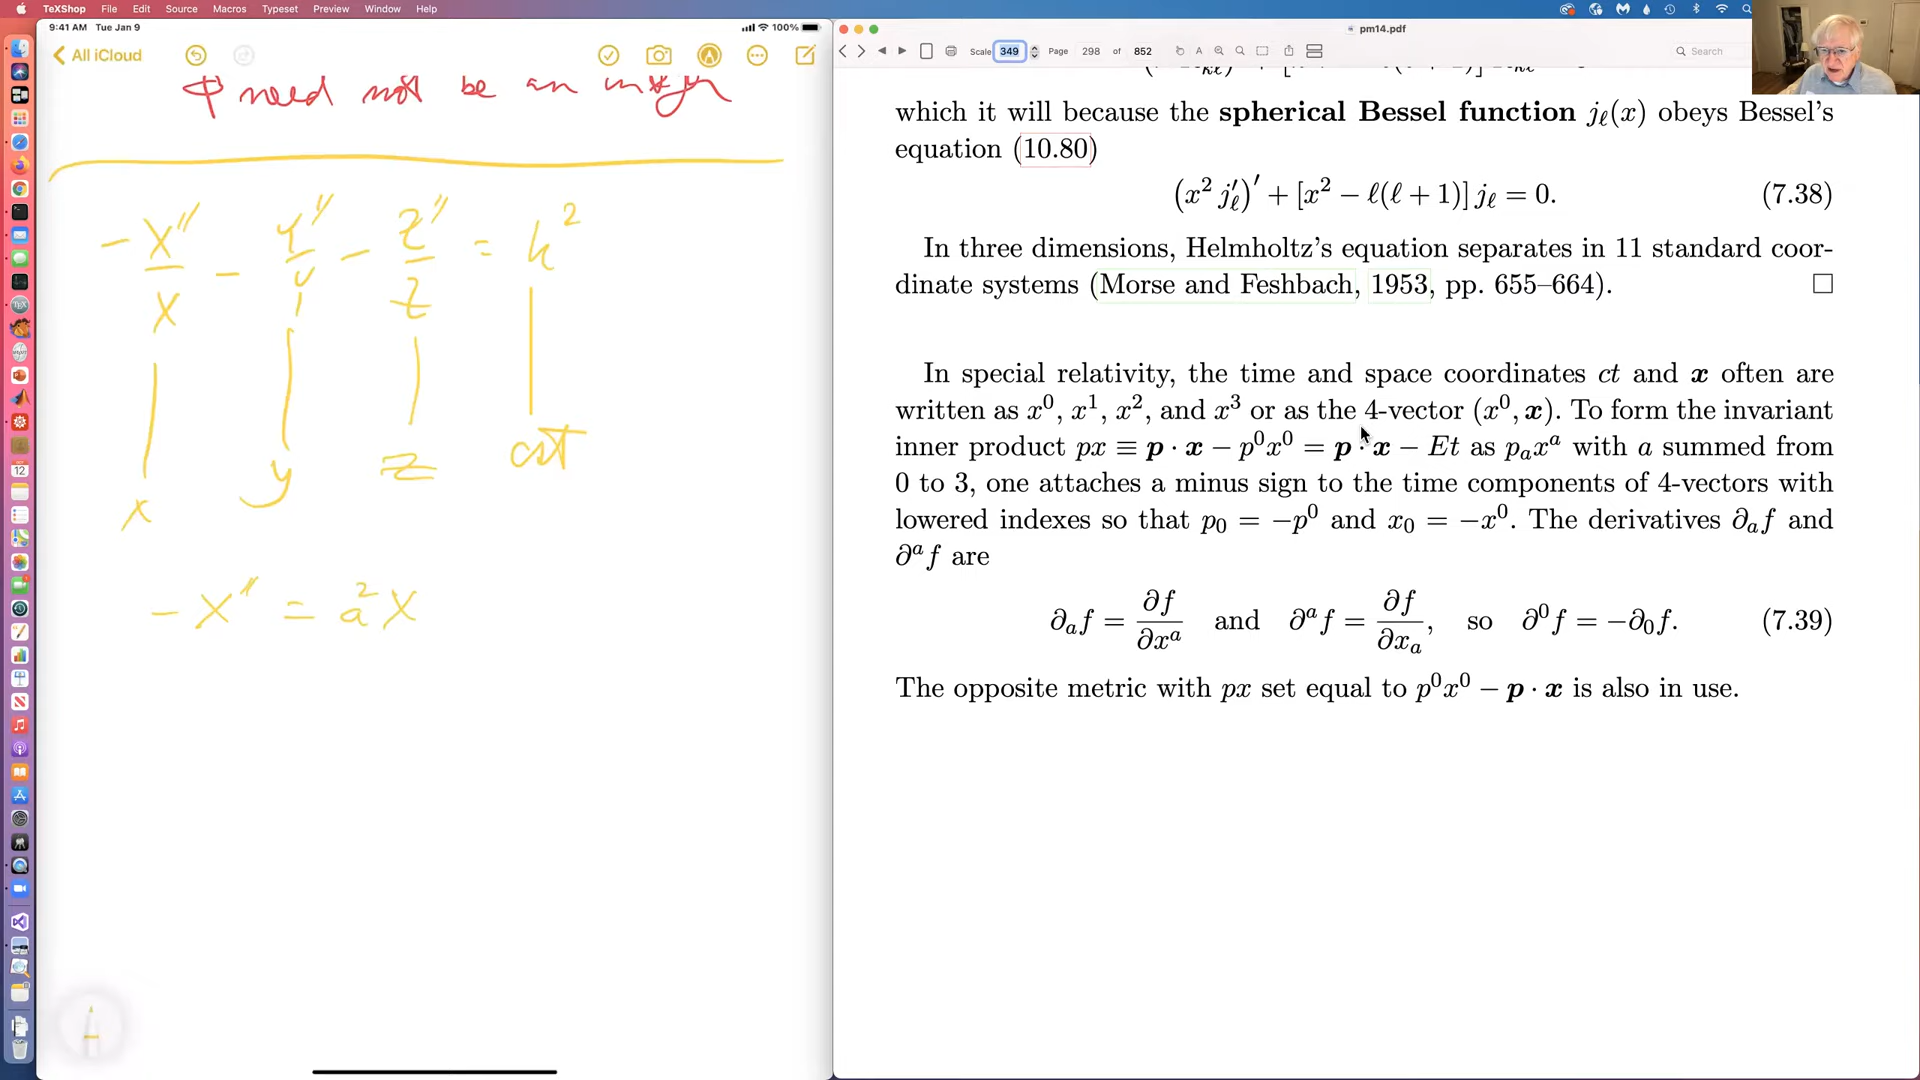 TeXShop File Edit Source Macros Typeset Preview Window Help
9:41 AM Tue Jan 9
100%
All iCloud
need not be an
− X″/X − Y″/Y − Z″/Z = k²
x y z cst
− X″ = a² X
pm14.pdf
Scale 349 Page 298 of 852
Search
which it will because the spherical Bessel function jℓ(x) obeys Bessel's
equation (10.80)
(x² j′ℓ)′ + [x² − ℓ(ℓ + 1)] jℓ = 0. (7.38)
In three dimensions, Helmholtz's equation separates in 11 standard coor-
dinate systems (Morse and Feshbach, 1953, pp. 655–664). □
In special relativity, the time and space coordinates ct and x often are
written as x⁰, x¹, x², and x³ or as the 4-vector (x⁰, x). To form the invariant
inner product px ≡ p · x − p⁰x⁰ = p · x − Et as pₐxᵃ with a summed from
0 to 3, one attaches a minus sign to the time components of 4-vectors with
lowered indexes so that p₀ = −p⁰ and x₀ = −x⁰. The derivatives ∂ₐf and
∂ᵃf are
∂ₐf = ∂f/∂xᵃ and ∂ᵃf = ∂f/∂xₐ, so ∂⁰f = −∂₀f. (7.39)
The opposite metric with px set equal to p⁰x⁰ − p · x is also in use.